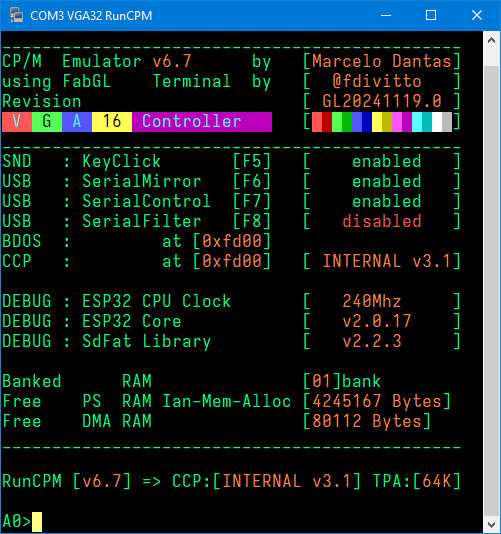 COM3 VGA32 RunCPM
CP/M Emulator v6.7 by [Marcelo Dantas]
using FabGL Terminal by [ @fdivitto ]
Revision [ GL20241119.0 ]
V G A 16 Controller [ ]
SND : KeyClick [F5] [ enabled ]
USB : SerialMirror [F6] [ enabled ]
USB : SerialControl [F7] [ enabled ]
USB : SerialFilter [F8] [ disabled ]
BDOS : at [0xfd00]
CCP : at [0xfd00] [ INTERNAL v3.1]
DEBUG : ESP32 CPU Clock [ 240Mhz ]
DEBUG : ESP32 Core [ v2.0.17 ]
DEBUG : SdFat Library [ v2.2.3 ]
Banked RAM [01]bank
Free PS RAM Ian-Mem-Alloc [4245167 Bytes]
Free DMA RAM [80112 Bytes]
RunCPM [v6.7] => CCP:[INTERNAL v3.1] TPA:[64K]
A0>